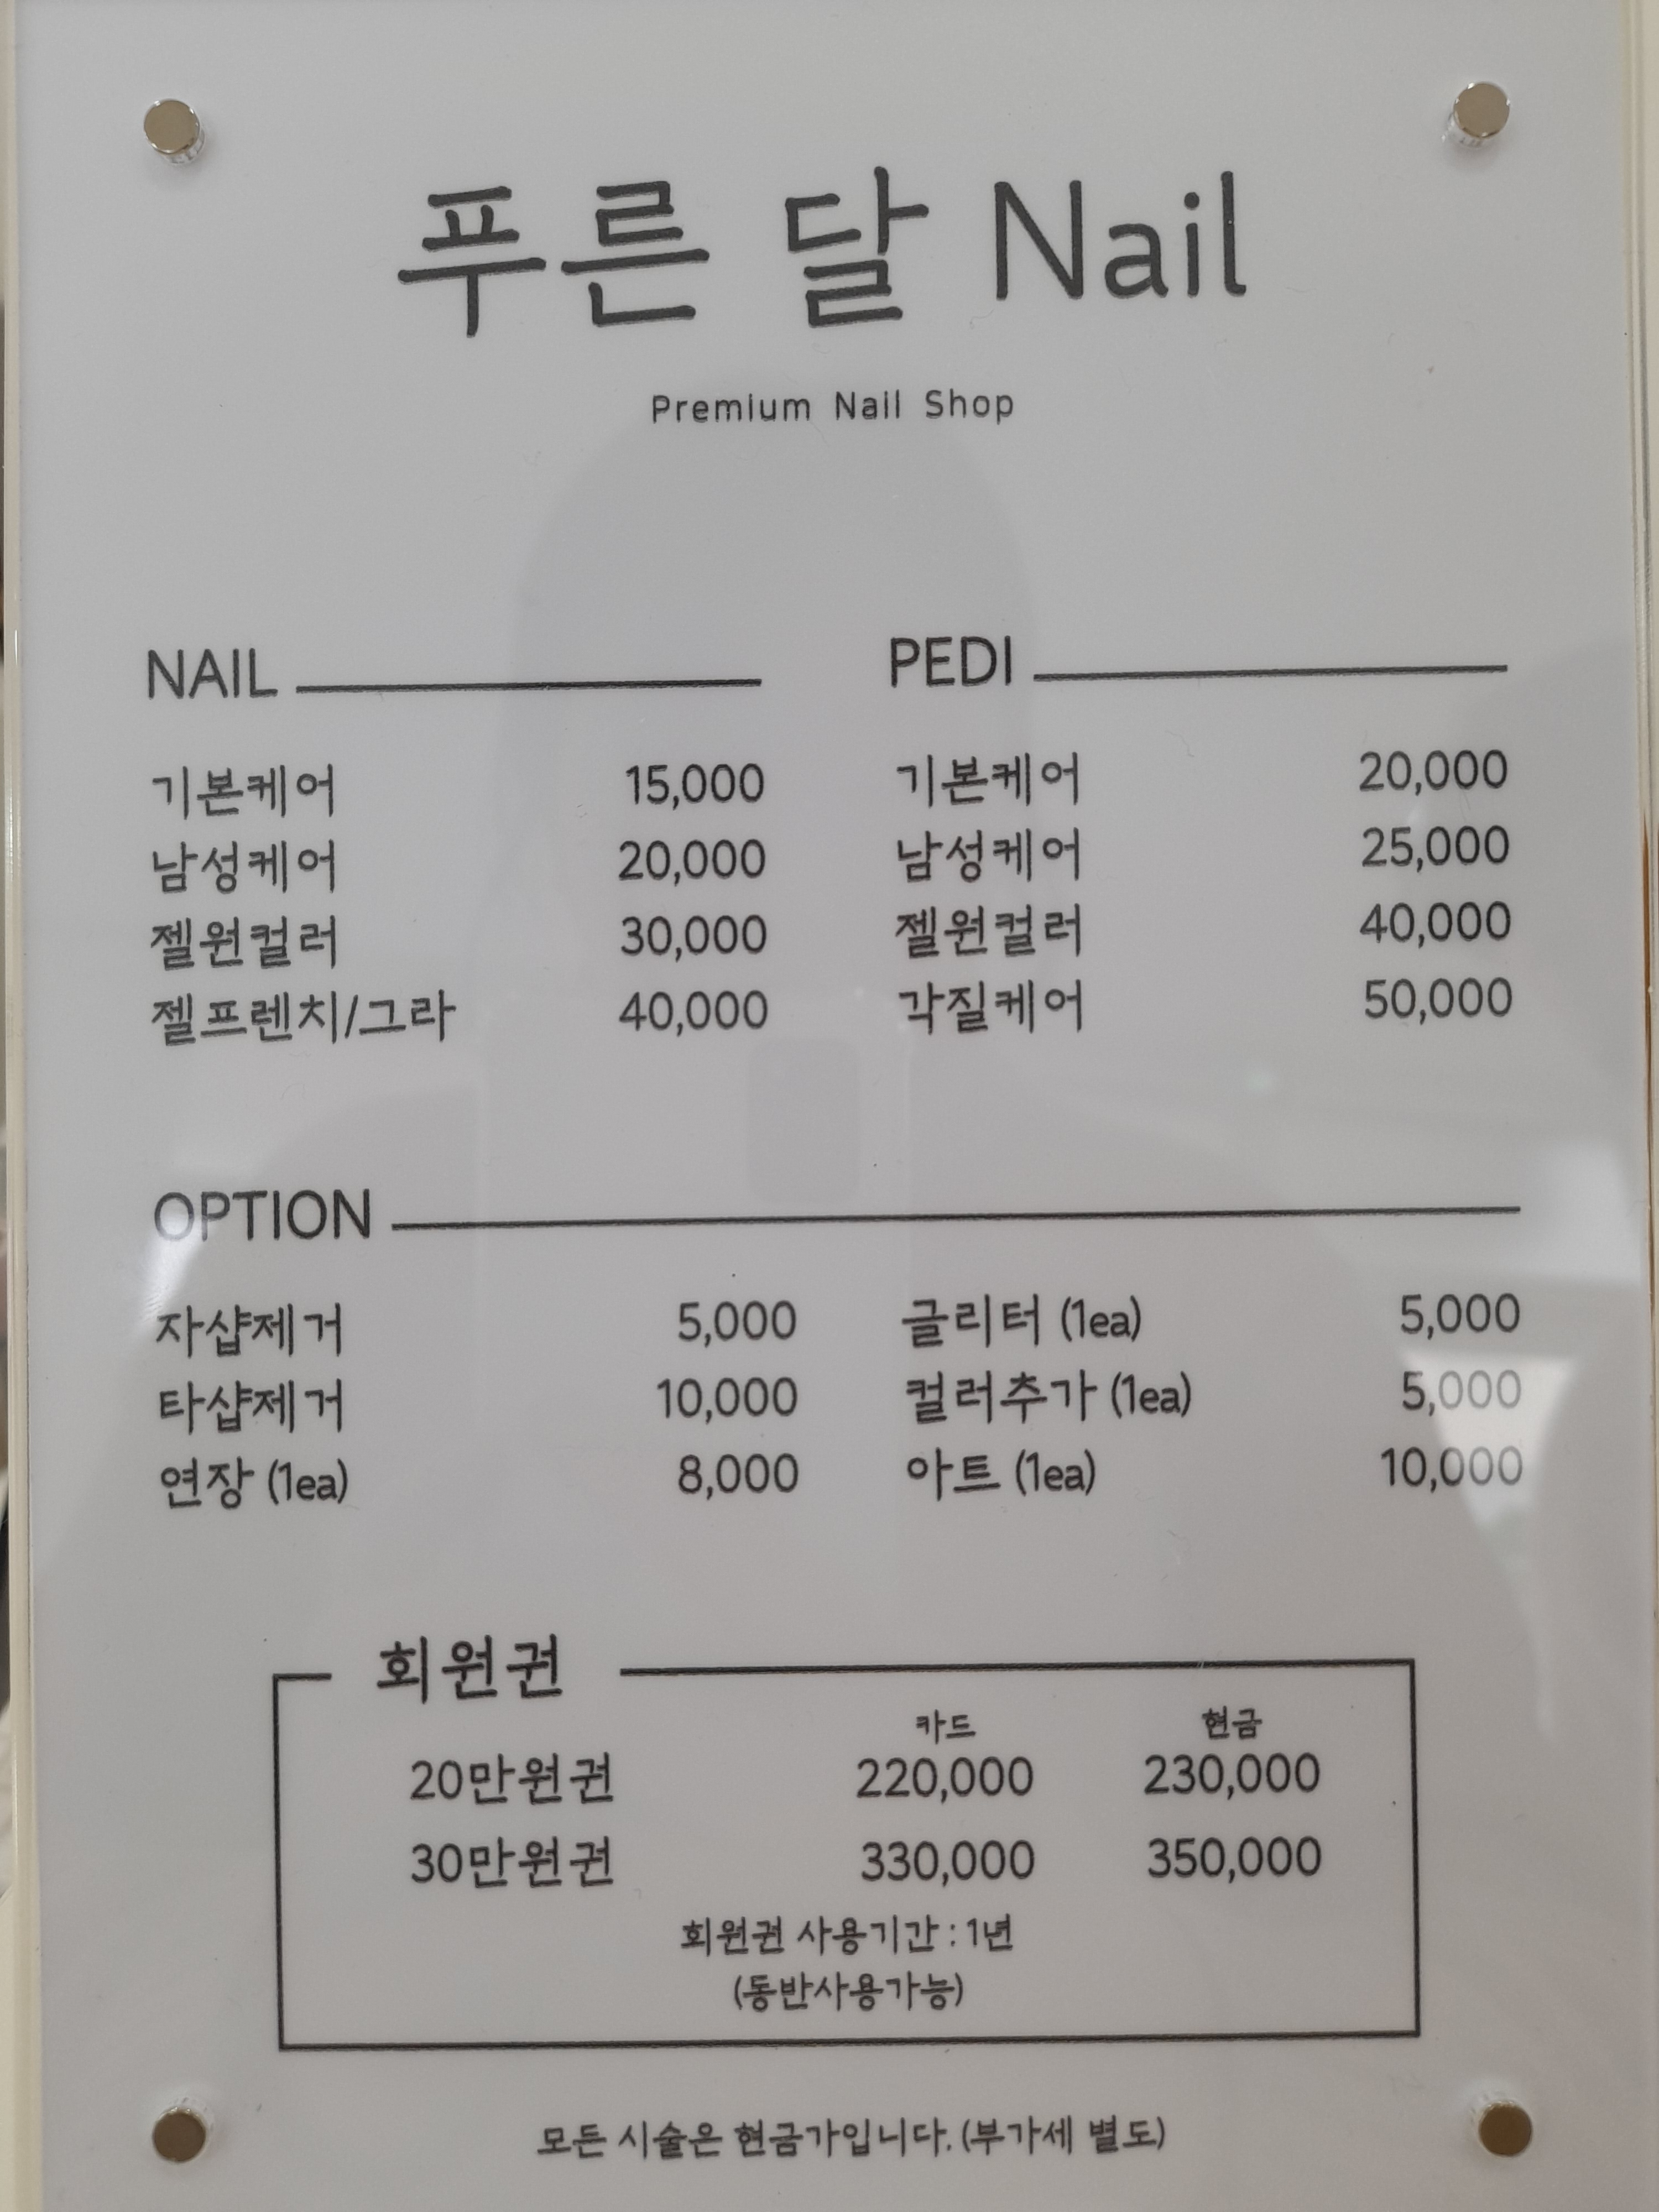 푸른 달 Nail
Premium Nail Shop
NAIL
기본케어 15,000
남성케어 20,000
젤원컬러 30,000
젤프렌치/그라 40,000
PEDI
기본케어 20,000
남성케어 25,000
젤원컬러 40,000
각질케어 50,000
OPTION
자샵제거 5,000
타샵제거 10,000
연장 (1ea) 8,000
글리터 (1ea) 5,000
컬러추가 (1ea) 5,000
아트 (1ea) 10,000
회원권
카드 현금
20만원권 220,000 230,000
30만원권 330,000 350,000
회원권 사용기간 : 1년
(동반사용가능)
모든 시술은 현금가입니다. (부가세 별도)